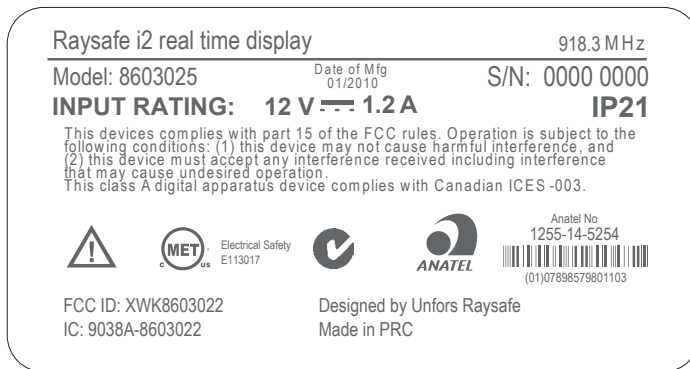 Raysafe i2 real time display
918.3 MHz
Model: 8603025
Date of Mfg
01/2010
S/N: 0000 0000
INPUT RATING: 12 V 1.2 A
IP21
This devices complies with part 15 of the FCC rules. Operation is subject to the
following conditions: (1) this device may not cause harmful interference, and
(2) this device must accept any interference received including interference
that may cause undesired operation.
This class A digital apparatus device complies with Canadian ICES -003.
C MET US
Electrical Safety
E113017
ANATEL
Anatel No
1255-14-5254
(01)07898579801103
FCC ID: XWK8603022
Designed by Unfors Raysafe
IC: 9038A-8603022
Made in PRC